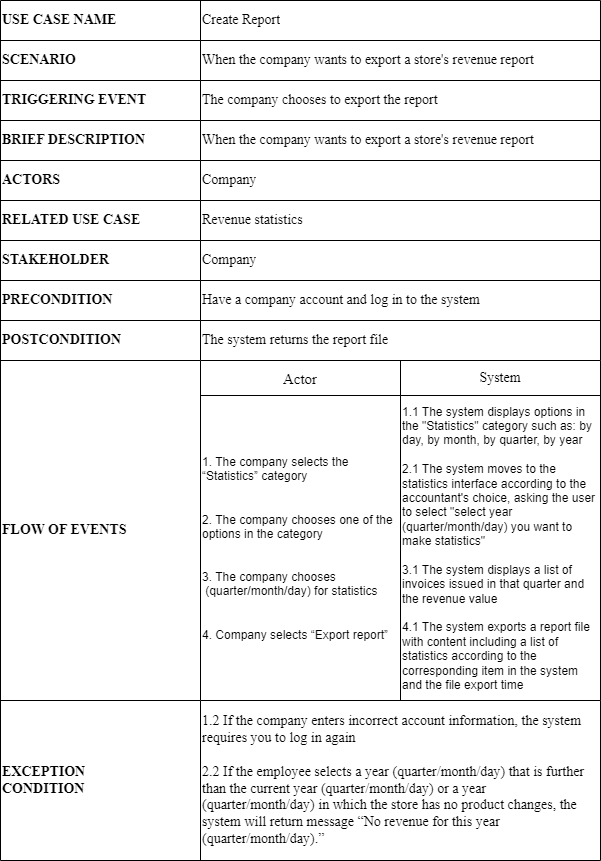 USE CASE NAME
Create Report
SCENARIO
When the company wants to export a store's revenue report
TRIGGERING EVENT
The company chooses to export the report
BRIEF DESCRIPTION
When the company wants to export a store's revenue report
ACTORS
Company
RELATED USE CASE
Revenue statistics
STAKEHOLDER
Company
PRECONDITION
Have a company account and log in to the system
POSTCONDITION
The system returns the report file
FLOW OF EVENTS
Actor
1. The company selects the
“Statistics” category
2. The company chooses one of the
options in the category
3. The company chooses
(quarter/month/day) for statistics
4. Company selects “Export report”
System
1.1 The system displays options in
the "Statistics" category such as: by
day, by month, by quarter, by year
2.1 The system moves to the
statistics interface according to the
accountant's choice, asking the user
to select "select year
(quarter/month/day) you want to
make statistics"
3.1 The system displays a list of
invoices issued in that quarter and
the revenue value
4.1 The system exports a report file
with content including a list of
statistics according to the
corresponding item in the system
and the file export time
EXCEPTION
CONDITION
1.2 If the company enters incorrect account information, the system
requires you to log in again
2.2 If the employee selects a year (quarter/month/day) that is further
than the current year (quarter/month/day) or a year
(quarter/month/day) in which the store has no product changes, the
system will return message “No revenue for this year
(quarter/month/day).”